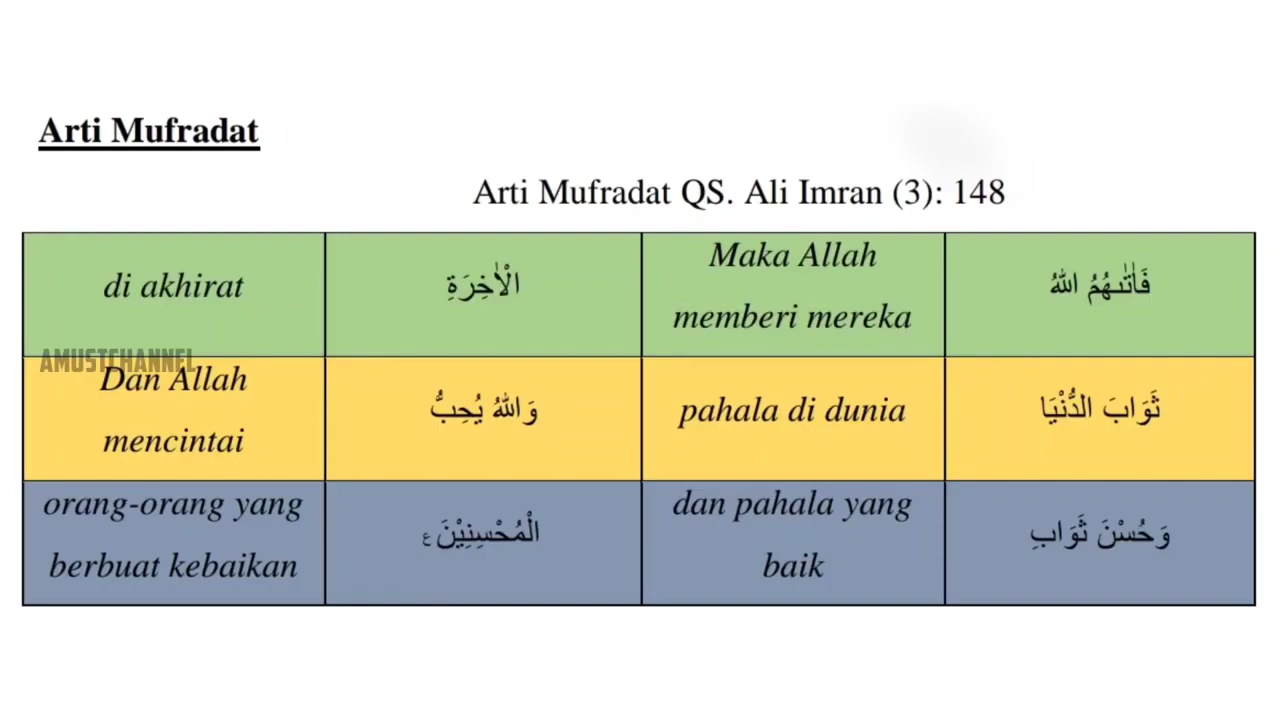 Arti Mufradat
Arti Mufradat QS. Ali Imran (3): 148
di akhirat
الْاٰخِرَةِ
Maka Allah
memberi mereka
فَاٰتٰىهُمُ اللّٰهُ
AMUSTCHANNEL
Dan Allah
mencintai
وَاللّٰهُ يُحِبُّ
pahala di dunia
ثَوَابَ الدُّنْيَا
orang-orang yang
berbuat kebaikan
الْمُحْسِنِيْنَ ع
dan pahala yang
baik
وَحُسْنَ ثَوَابِ